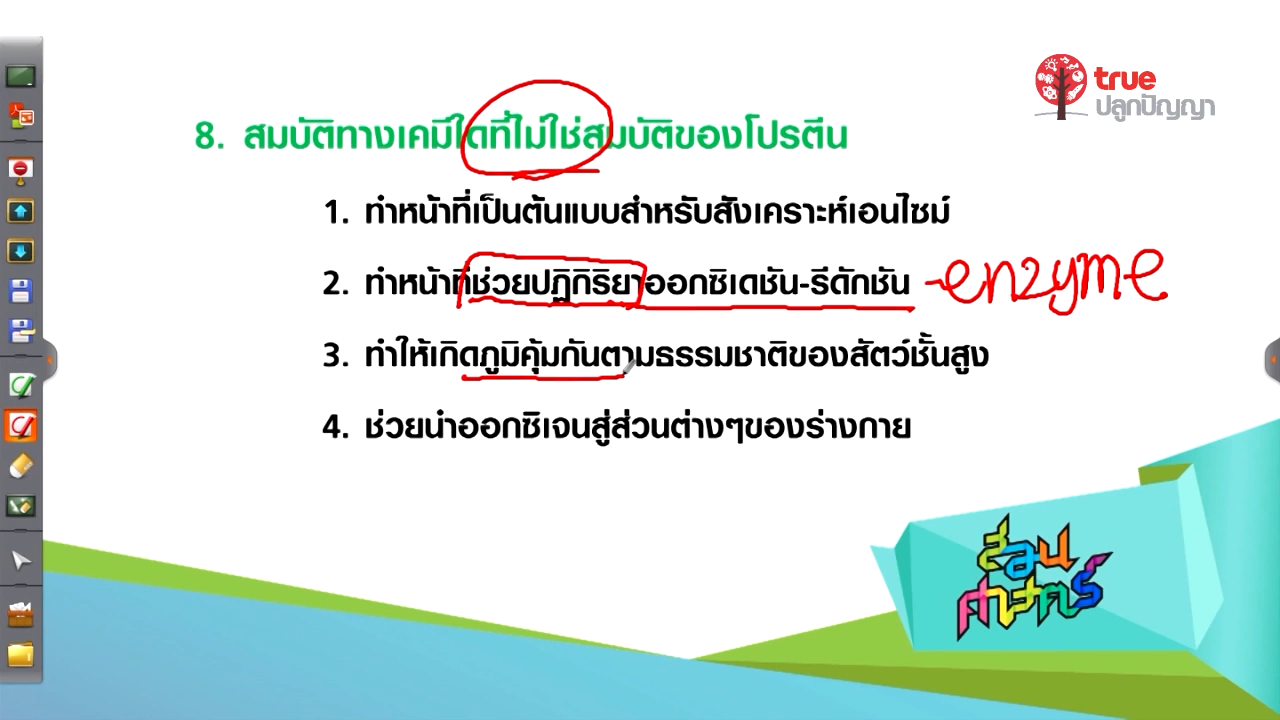 true
ปลูกปัญญา
8. สมบัติทางเคมีใดที่ไม่ใช่สมบัติของโปรตีน
1. ทำหน้าที่เป็นต้นแบบสำหรับสังเคราะห์เอนไซม์
2. ทำหน้าที่ช่วยปฏิกิริยาออกซิเดชัน-รีดักชัน -enzyme
3. ทำให้เกิดภูมิคุ้มกันตามธรรมชาติของสัตว์ชั้นสูง
4. ช่วยนำออกซิเจนสู่ส่วนต่างๆของร่างกาย
สอน
ศาสตร์